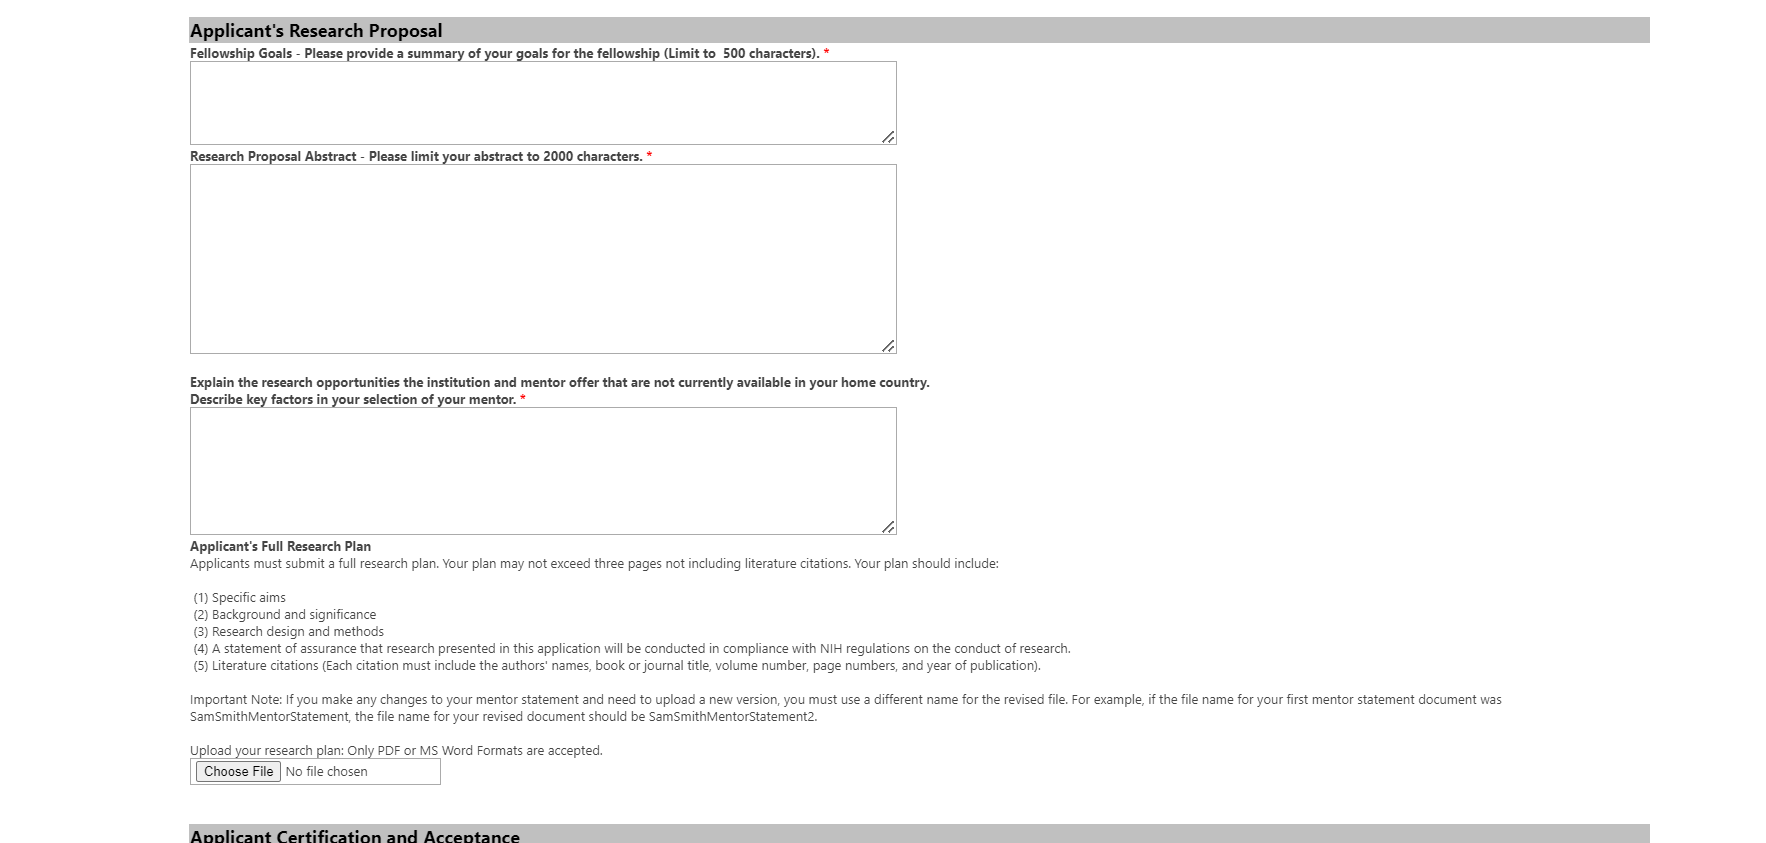 Applicant's Research Proposal
Fellowship Goals - Please provide a summary of your goals for the fellowship (Limit to  500 characters). *
Research Proposal Abstract - Please limit your abstract to 2000 characters. *
Explain the research opportunities the institution and mentor offer that are not currently available in your home country.
Describe key factors in your selection of your mentor. *
Applicant's Full Research Plan
Applicants must submit a full research plan. Your plan may not exceed three pages not including literature citations. Your plan should include:
(1) Specific aims
(2) Background and significance
(3) Research design and methods
(4) A statement of assurance that research presented in this application will be conducted in compliance with NIH regulations on the conduct of research.
(5) Literature citations (Each citation must include the authors' names, book or journal title, volume number, page numbers, and year of publication).
Important Note: If you make any changes to your mentor statement and need to upload a new version, you must use a different name for the revised file. For example, if the file name for your first mentor statement document was
SamSmithMentorStatement, the file name for your revised document should be SamSmithMentorStatement2.
Upload your research plan: Only PDF or MS Word Formats are accepted.
Choose File No file chosen
Applicant Certification and Acceptance